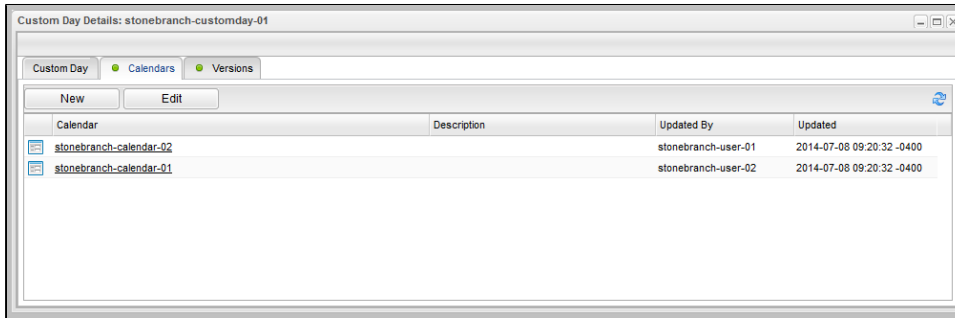 Custom Day Details: stonebranch-customday-01
Custom Day Calendars Versions
New Edit
Calendar Description Updated By Updated
stonebranch-calendar-02 stonebranch-user-01 2014-07-08 09:20:32 -0400
stonebranch-calendar-01 stonebranch-user-02 2014-07-08 09:20:32 -0400